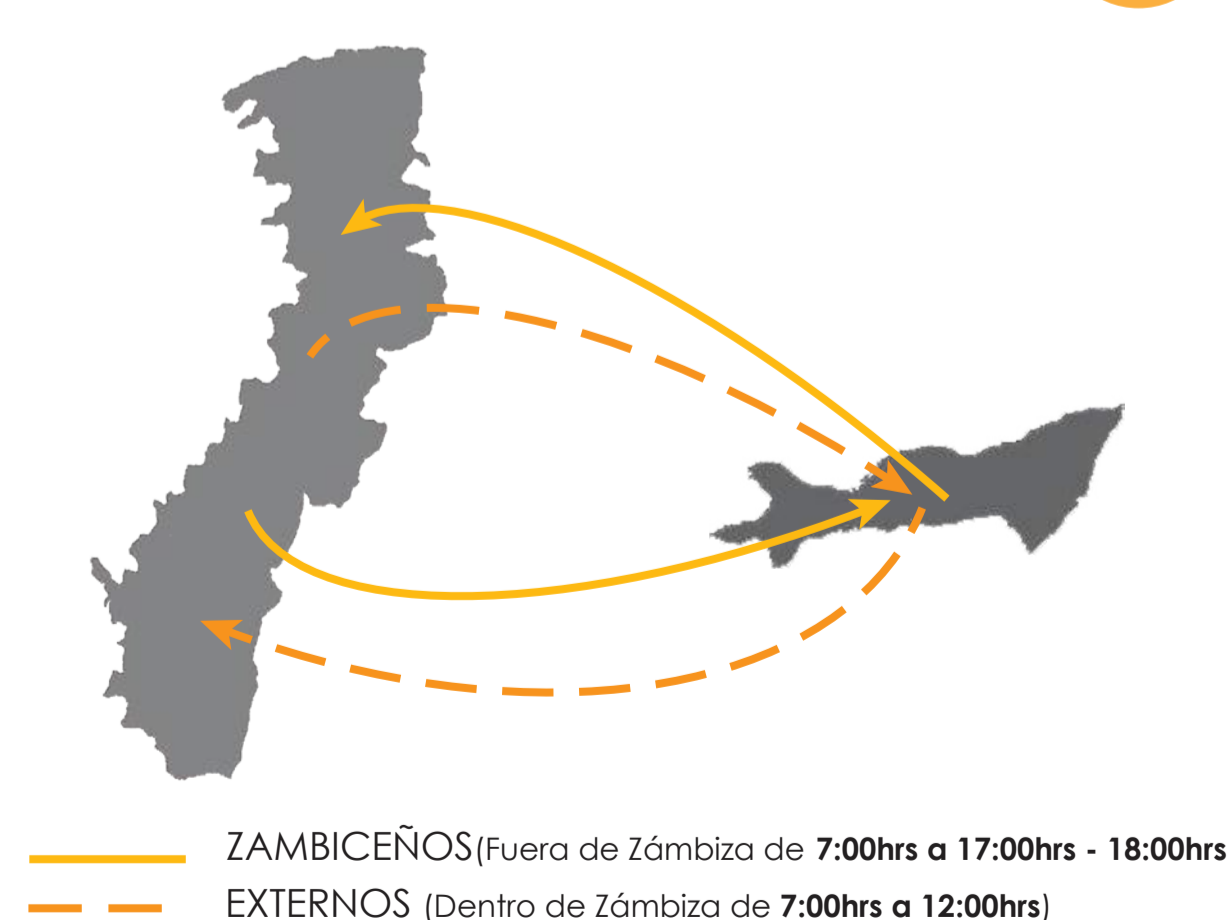 ZAMBICEÑOS(Fuera de Zámbiza de 7:00hrs a 17:00hrs - 18:00hrs
EXTERNOS (Dentro de Zámbiza de 7:00hrs a 12:00hrs)